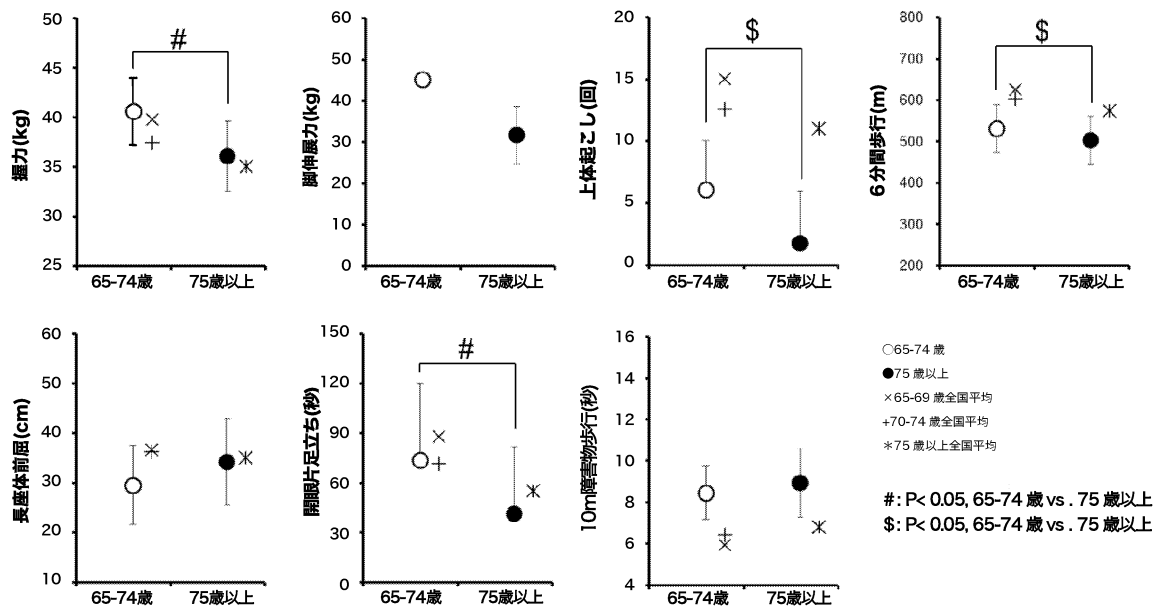 握力(kg)
50
45
40
35
30
25
#
65-74歳
75歳以上
脚伸展力(kg)
60
50
40
30
20
10
0
65-74歳
75歳以上
上体起こし(回)
20
15
10
5
0
$
65-74歳
75歳以上
6分間歩行(m)
800
700
600
500
400
300
200
$
65-74歳
75歳以上
長座体前屈(cm)
60
50
40
30
20
10
65-74歳
75歳以上
開眼片足立ち(秒)
150
120
90
60
30
0
#
65-74歳
75歳以上
10m障害物歩行(秒)
16
14
12
10
8
6
4
65-74歳
75歳以上
○65-74 歳
●75 歳以上
×65-69 歳全国平均
+70-74 歳全国平均
＊75 歳以上全国平均
#: P< 0.05, 65-74 歳 vs . 75 歳以上
$: P< 0.05, 65-74 歳 vs . 75 歳以上